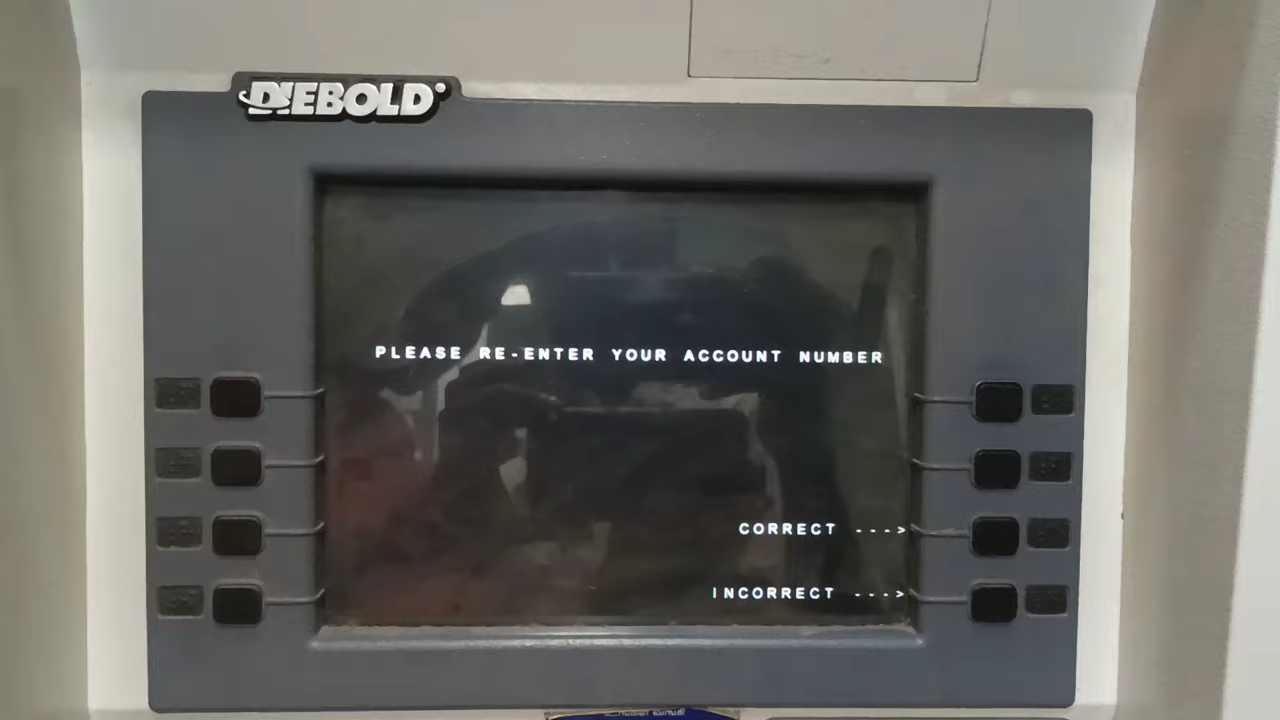 DIEBOLD
PLEASE RE-ENTER YOUR ACCOUNT NUMBER
CORRECT --->
INCORRECT --->